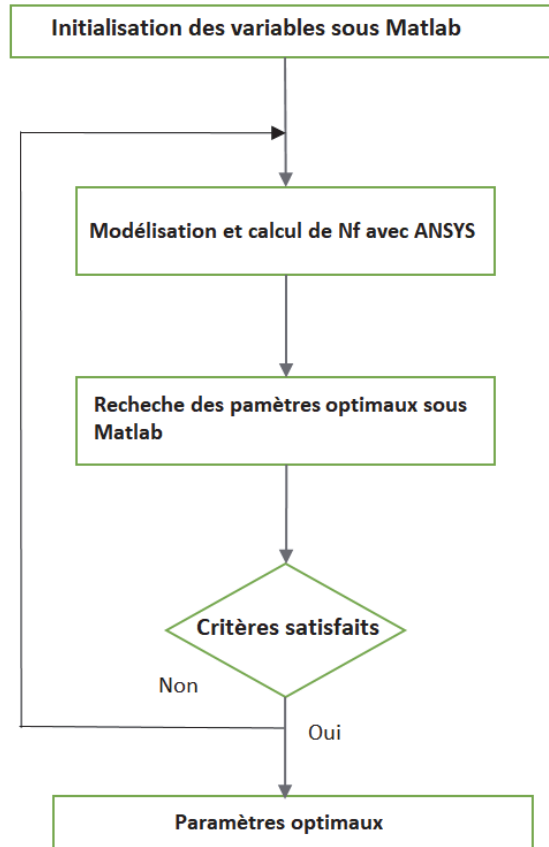 Initialisation des variables sous Matlab
Modélisation et calcul de Nf avec ANSYS
Recheche des pamètres optimaux sous
Matlab
Critères satisfaits
Non
Oui
Paramètres optimaux